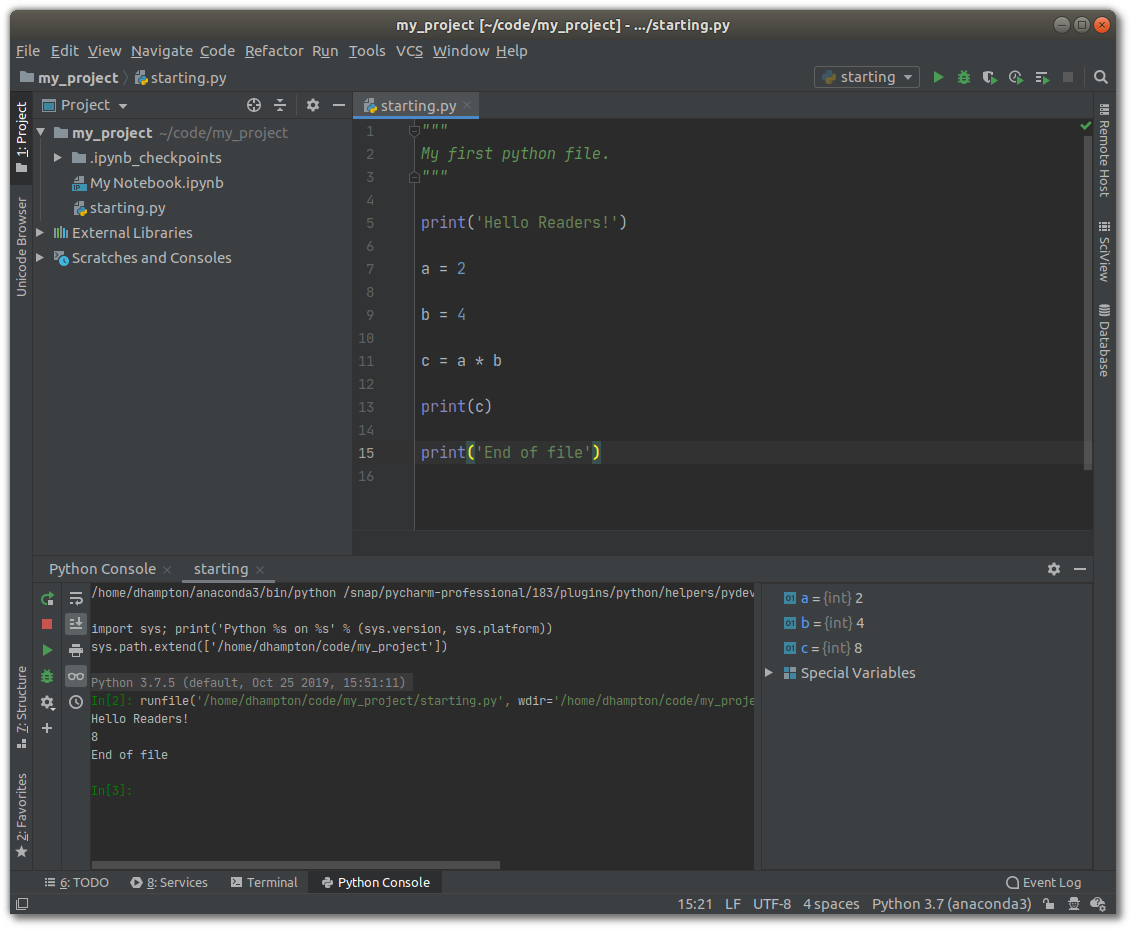 my_project [~/code/my_project] - .../starting.py
File Edit View Navigate Code Refactor Run Tools VCS Window Help
my_project starting.py
starting
1: Project
Unicode Browser
7: Structure
2: Favorites
Project
my_project ~/code/my_project
.ipynb_checkpoints
My Notebook.ipynb
starting.py
External Libraries
Scratches and Consoles
starting.py
1 """
2 My first python file.
3 """
4
5 print('Hello Readers!')
6
7 a = 2
8
9 b = 4
10
11 c = a * b
12
13 print(c)
14
15 print('End of file')
16
Remote Host
SciView
Database
Python Console starting
/home/dhampton/anaconda3/bin/python /snap/pycharm-professional/183/plugins/python/helpers/pydev
import sys; print('Python %s on %s' % (sys.version, sys.platform))
sys.path.extend(['/home/dhampton/code/my_project'])
Python 3.7.5 (default, Oct 25 2019, 15:51:11)
In[2]: runfile('/home/dhampton/code/my_project/starting.py', wdir='/home/dhampton/code/my_proje
Hello Readers!
8
End of file
In[3]:
01 a = {int} 2
01 b = {int} 4
01 c = {int} 8
Special Variables
6: TODO 8: Services Terminal Python Console Event Log
15:21 LF UTF-8 4 spaces Python 3.7 (anaconda3)